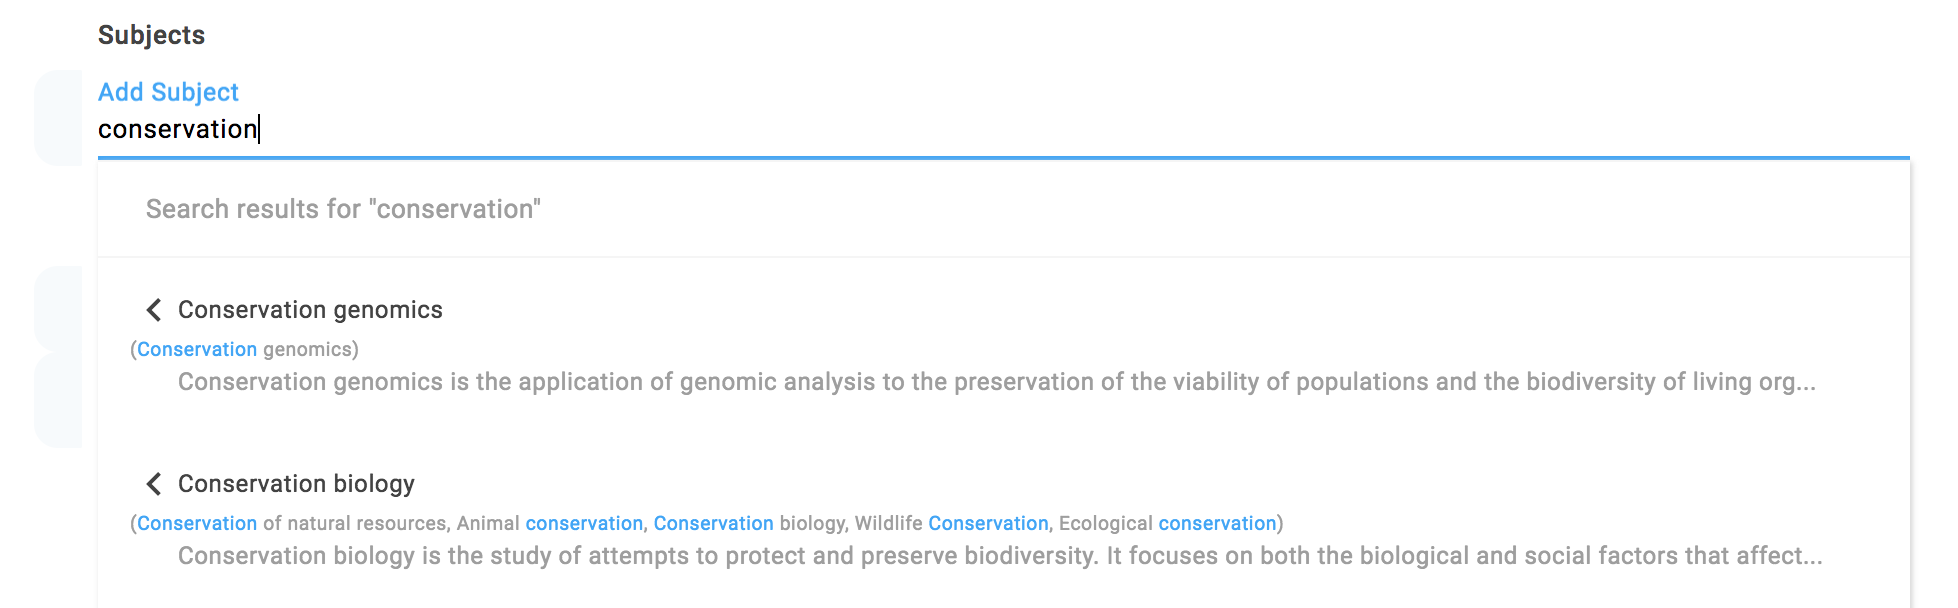 Subjects
Add Subject
conservation
Search results for "conservation"
Conservation genomics
(Conservation genomics)
Conservation genomics is the application of genomic analysis to the preservation of the viability of populations and the biodiversity of living org...
Conservation biology
(Conservation of natural resources, Animal conservation, Conservation biology, Wildlife Conservation, Ecological conservation)
Conservation biology is the study of attempts to protect and preserve biodiversity. It focuses on both the biological and social factors that affect...